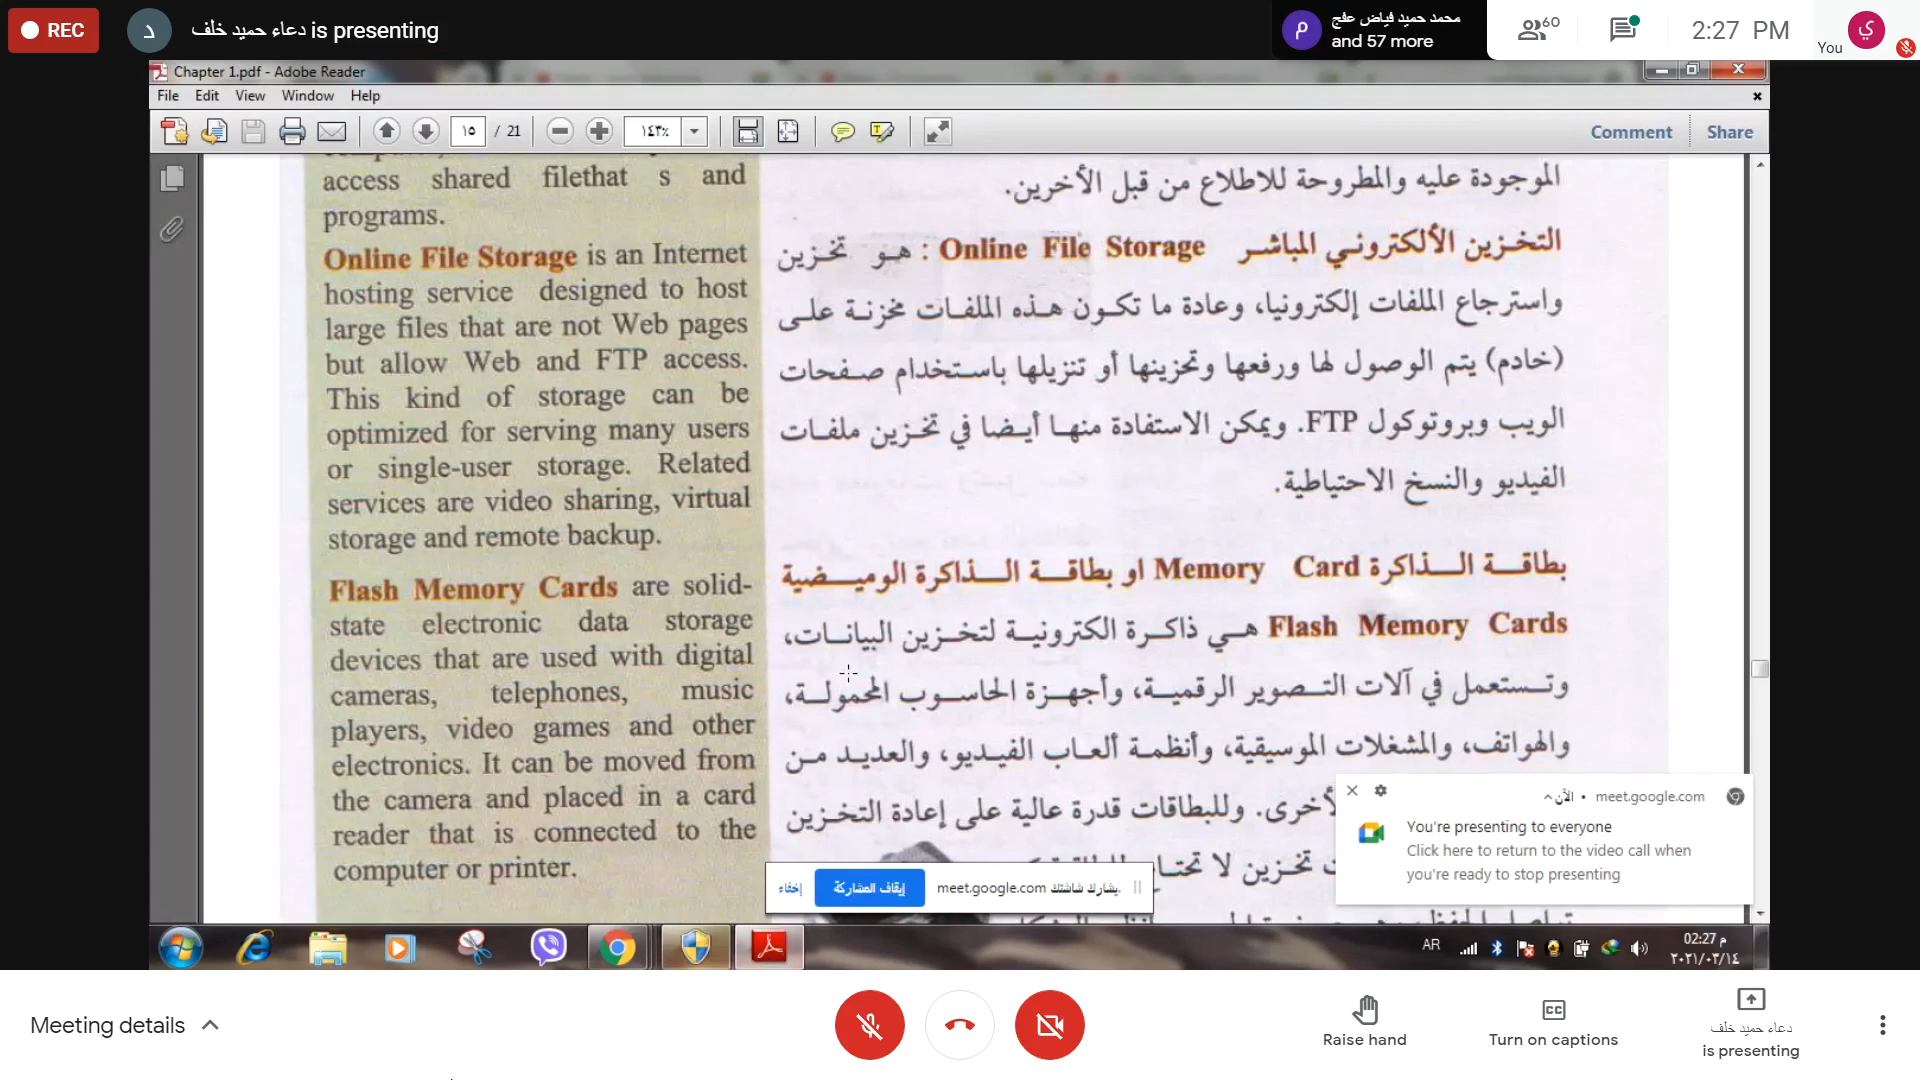 REC
د
دعاء حميد خلف is presenting
م
محمد حميد فياض عفج
and 57 more
60
2:27 PM
You
ي
Chapter 1.pdf - Adobe Reader
File Edit View Window Help
١٥ / 21
١٤٣٪
Comment Share
access shared filethat s and
programs.
Online File Storage is an Internet
hosting service designed to host
large files that are not Web pages
but allow Web and FTP access.
This kind of storage can be
optimized for serving many users
or single-user storage. Related
services are video sharing, virtual
storage and remote backup.
Flash Memory Cards are solid-
state electronic data storage
devices that are used with digital
cameras, telephones, music
players, video games and other
electronics. It can be moved from
the camera and placed in a card
reader that is connected to the
computer or printer.
الموجودة عليه والمطروحة للاطلاع من قبل الأخرين.
التخزين الألكتروني المباشر Online File Storage : هو تخزين
واسترجاع الملفات إلكترونيا، وعادة ما تكون هذه الملفات مخزنة على
(خادم) يتم الوصول لها ورفعها وتخزينها أو تنزيلها باستخدام صفحات
الويب وبروتوكول FTP. ويمكن الاستفادة منها أيضا في تخزين ملفات
الفيديو والنسخ الاحتياطية.
بطاقة الذاكرة Memory Card او بطاقة الذاكرة الوميضية
Flash Memory Cards هي ذاكرة الكترونية لتخزين البيانات،
وتستعمل في آلات التصوير الرقمية، وأجهزة الحاسوب المحمولة،
والهواتف، والمشغلات الموسيقية، وأنظمة ألعاب الفيديو، والعديد من
لأخرى. وللبطاقات قدرة عالية على إعادة التخزين
تخزين لا تحتاج
meet.google.com • الآن
You're presenting to everyone
Click here to return to the video call when
you're ready to stop presenting
meet.google.com يشارك شاشتك.
إيقاف المشاركة
إخفاء
AR
02:27 م
٢٠٢١/٠٣/١٤
Meeting details
Raise hand
CC
Turn on captions
دعاء حميد خلف
is presenting